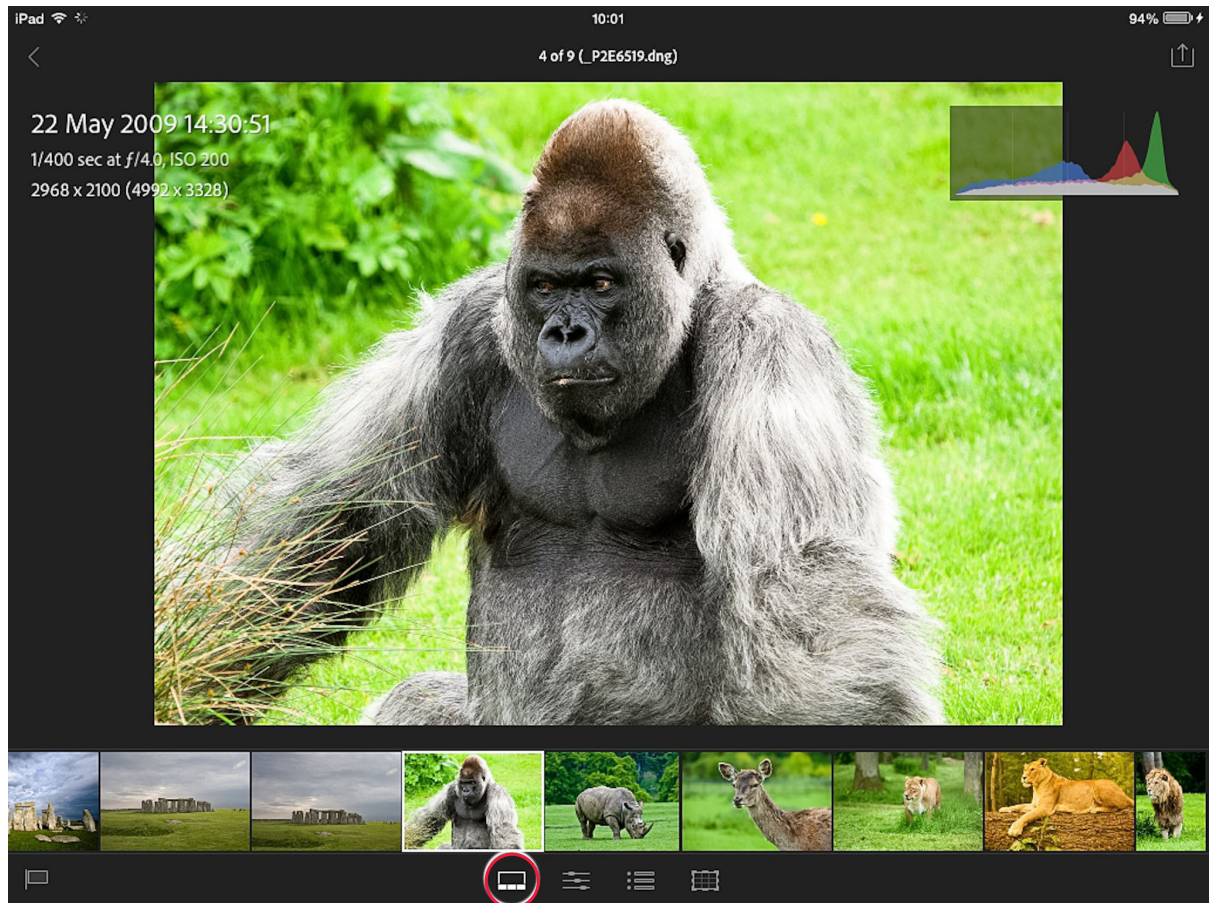 iPad 10:01 94%
4 of 9 (_P2E6519.dng)
22 May 2009 14:30:51
1/400 sec at ƒ/4.0, ISO 200
2968 x 2100 (4992 x 3328)